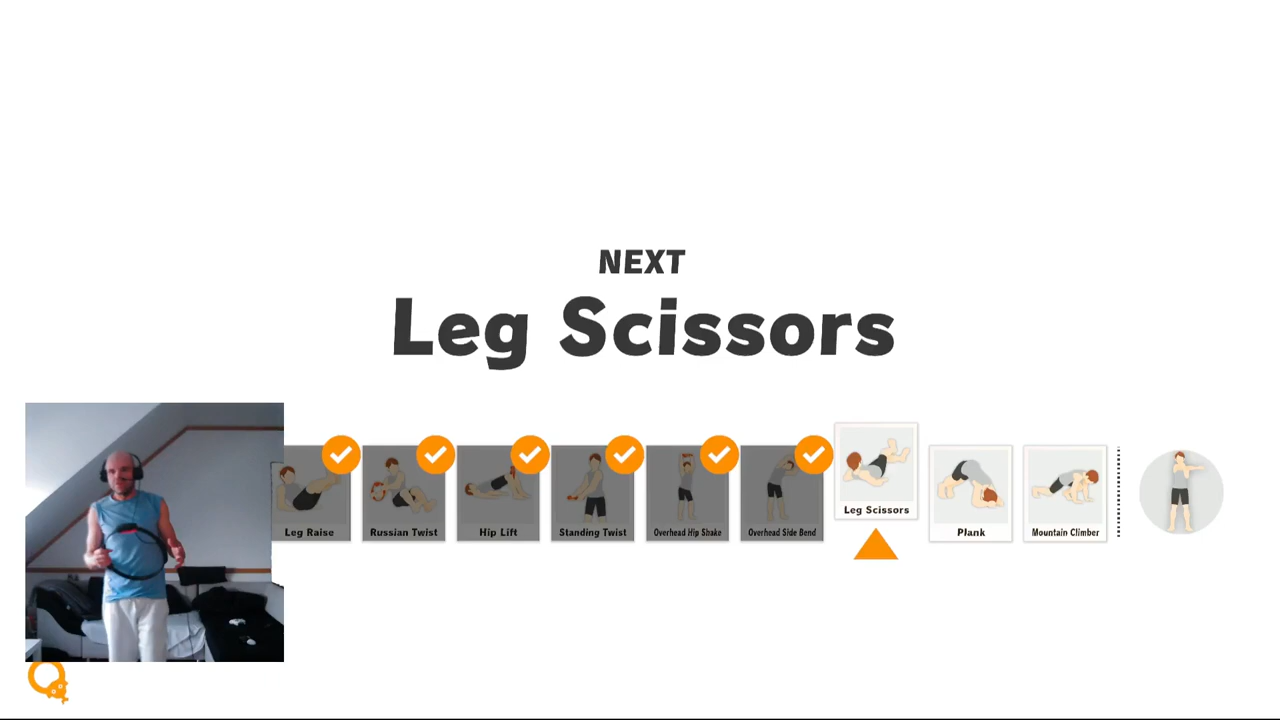 NEXT
Leg Scissors
Leg Raise
Russian Twist
Hip Lift
Standing Twist
Overhead Hip Shake
Overhead Side Bend
Leg Scissors
Plank
Mountain Climber